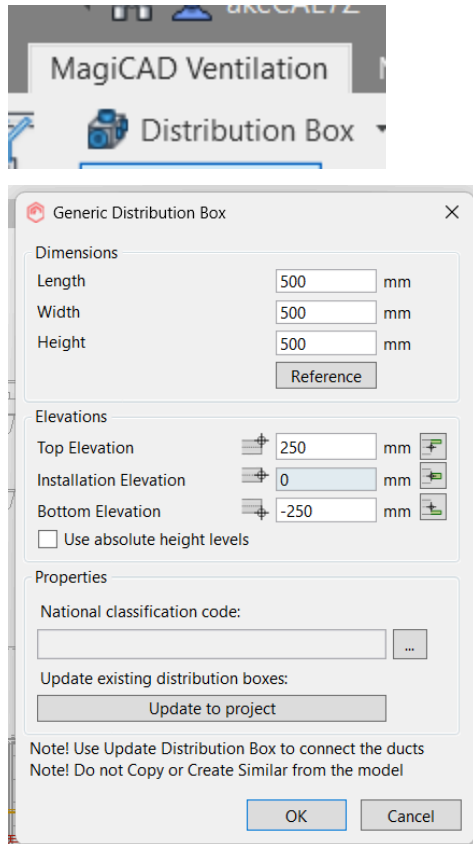 MagiCAD Ventilation
Distribution Box
Generic Distribution Box
Dimensions
Length 500 mm
Width 500 mm
Height 500 mm
Reference
Elevations
Top Elevation 250 mm
Installation Elevation 0 mm
Bottom Elevation -250 mm
Use absolute height levels
Properties
National classification code:
...
Update existing distribution boxes:
Update to project
Note! Use Update Distribution Box to connect the ducts
Note! Do not Copy or Create Similar from the model
OK Cancel